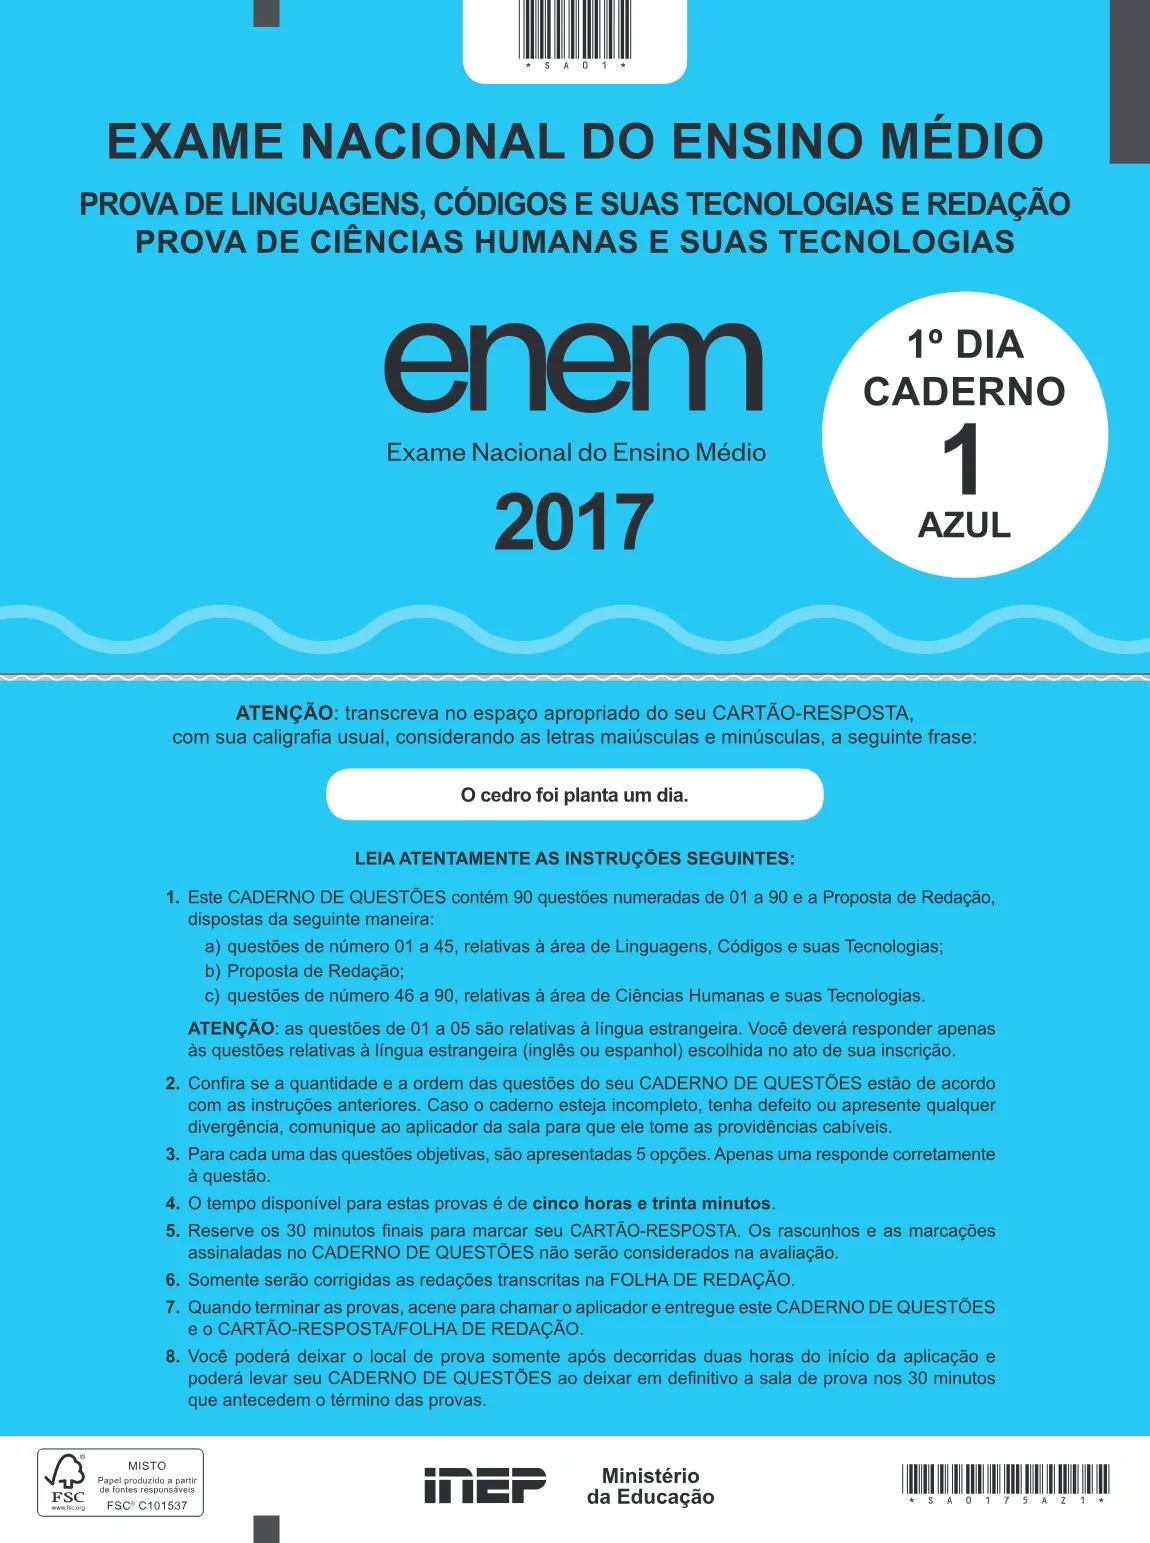 *SA01*
EXAME NACIONAL DO ENSINO MÉDIO
PROVA DE LINGUAGENS, CÓDIGOS E SUAS TECNOLOGIAS E REDAÇÃO
PROVA DE CIÊNCIAS HUMANAS E SUAS TECNOLOGIAS
enem
Exame Nacional do Ensino Médio
2017
1º DIA
CADERNO
1
AZUL
ATENÇÃO: transcreva no espaço apropriado do seu CARTÃO-RESPOSTA,
com sua caligrafia usual, considerando as letras maiúsculas e minúsculas, a seguinte frase:
O cedro foi planta um dia.
LEIA ATENTAMENTE AS INSTRUÇÕES SEGUINTES:
1. Este CADERNO DE QUESTÕES contém 90 questões numeradas de 01 a 90 e a Proposta de Redação,
dispostas da seguinte maneira:
a) questões de número 01 a 45, relativas à área de Linguagens, Códigos e suas Tecnologias;
b) Proposta de Redação;
c) questões de número 46 a 90, relativas à área de Ciências Humanas e suas Tecnologias.
ATENÇÃO: as questões de 01 a 05 são relativas à língua estrangeira. Você deverá responder apenas
às questões relativas à língua estrangeira (inglês ou espanhol) escolhida no ato de sua inscrição.
2. Confira se a quantidade e a ordem das questões do seu CADERNO DE QUESTÕES estão de acordo
com as instruções anteriores. Caso o caderno esteja incompleto, tenha defeito ou apresente qualquer
divergência, comunique ao aplicador da sala para que ele tome as providências cabíveis.
3. Para cada uma das questões objetivas, são apresentadas 5 opções. Apenas uma responde corretamente
à questão.
4. O tempo disponível para estas provas é de cinco horas e trinta minutos.
5. Reserve os 30 minutos finais para marcar seu CARTÃO-RESPOSTA. Os rascunhos e as marcações
assinaladas no CADERNO DE QUESTÕES não serão considerados na avaliação.
6. Somente serão corrigidas as redações transcritas na FOLHA DE REDAÇÃO.
7. Quando terminar as provas, acene para chamar o aplicador e entregue este CADERNO DE QUESTÕES
e o CARTÃO-RESPOSTA/FOLHA DE REDAÇÃO.
8. Você poderá deixar o local de prova somente após decorridas duas horas do início da aplicação e
poderá levar seu CADERNO DE QUESTÕES ao deixar em definitivo a sala de prova nos 30 minutos
que antecedem o término das provas.
FSC
www.fsc.org
MISTO
Papel produzido a partir
de fontes responsáveis
FSC® C101537
INEP
Ministério
da Educação
*SA0175AZ1*